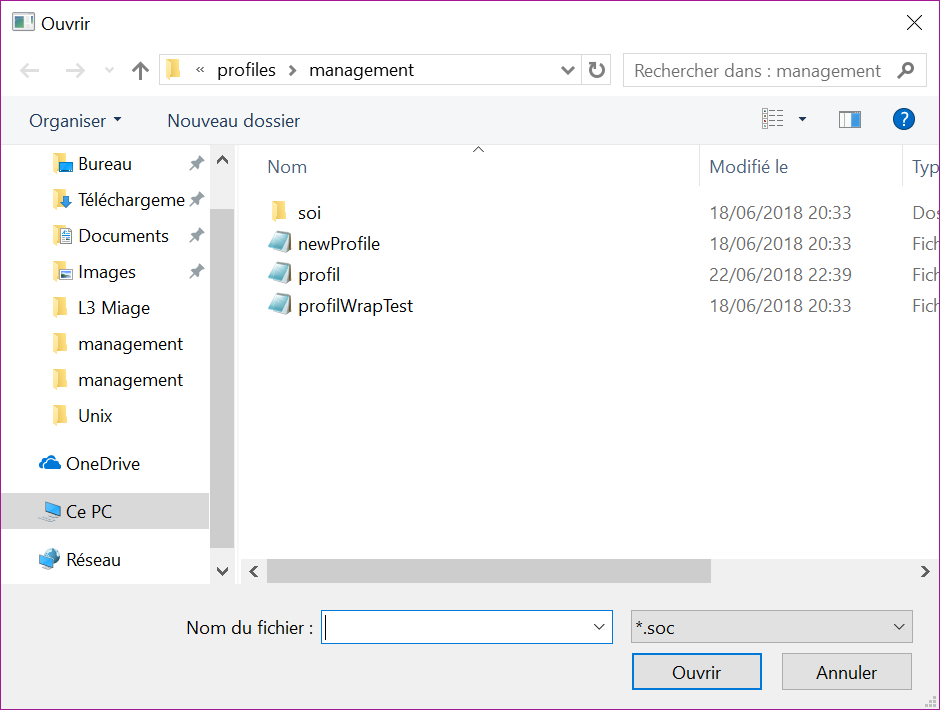 Ouvrir
« profiles > management
Rechercher dans : management
Organiser Nouveau dossier
?
Bureau
Téléchargeme
Documents
Images
L3 Miage
management
management
Unix
OneDrive
Ce PC
Réseau
Nom Modifié le Typ
soi 18/06/2018 20:33 Dos
newProfile 18/06/2018 20:33 Fich
profil 22/06/2018 22:39 Fich
profilWrapTest 18/06/2018 20:33 Fich
Nom du fichier : *.soc
Ouvrir Annuler